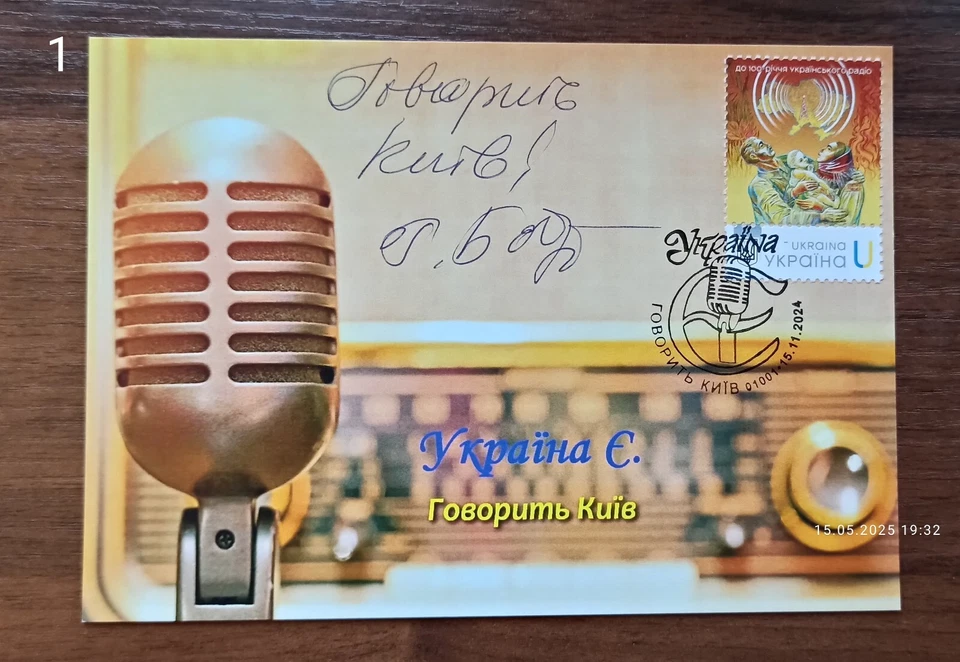 1
Говорить
Київ!
до 100-річчя українського радіо
UKRAINA
УКРАЇНА U
Україна
ГОВОРИТЬ КИЇВ 01001·15.11.2024
Україна Є.
Говорить Київ
15.05.2025 19:32